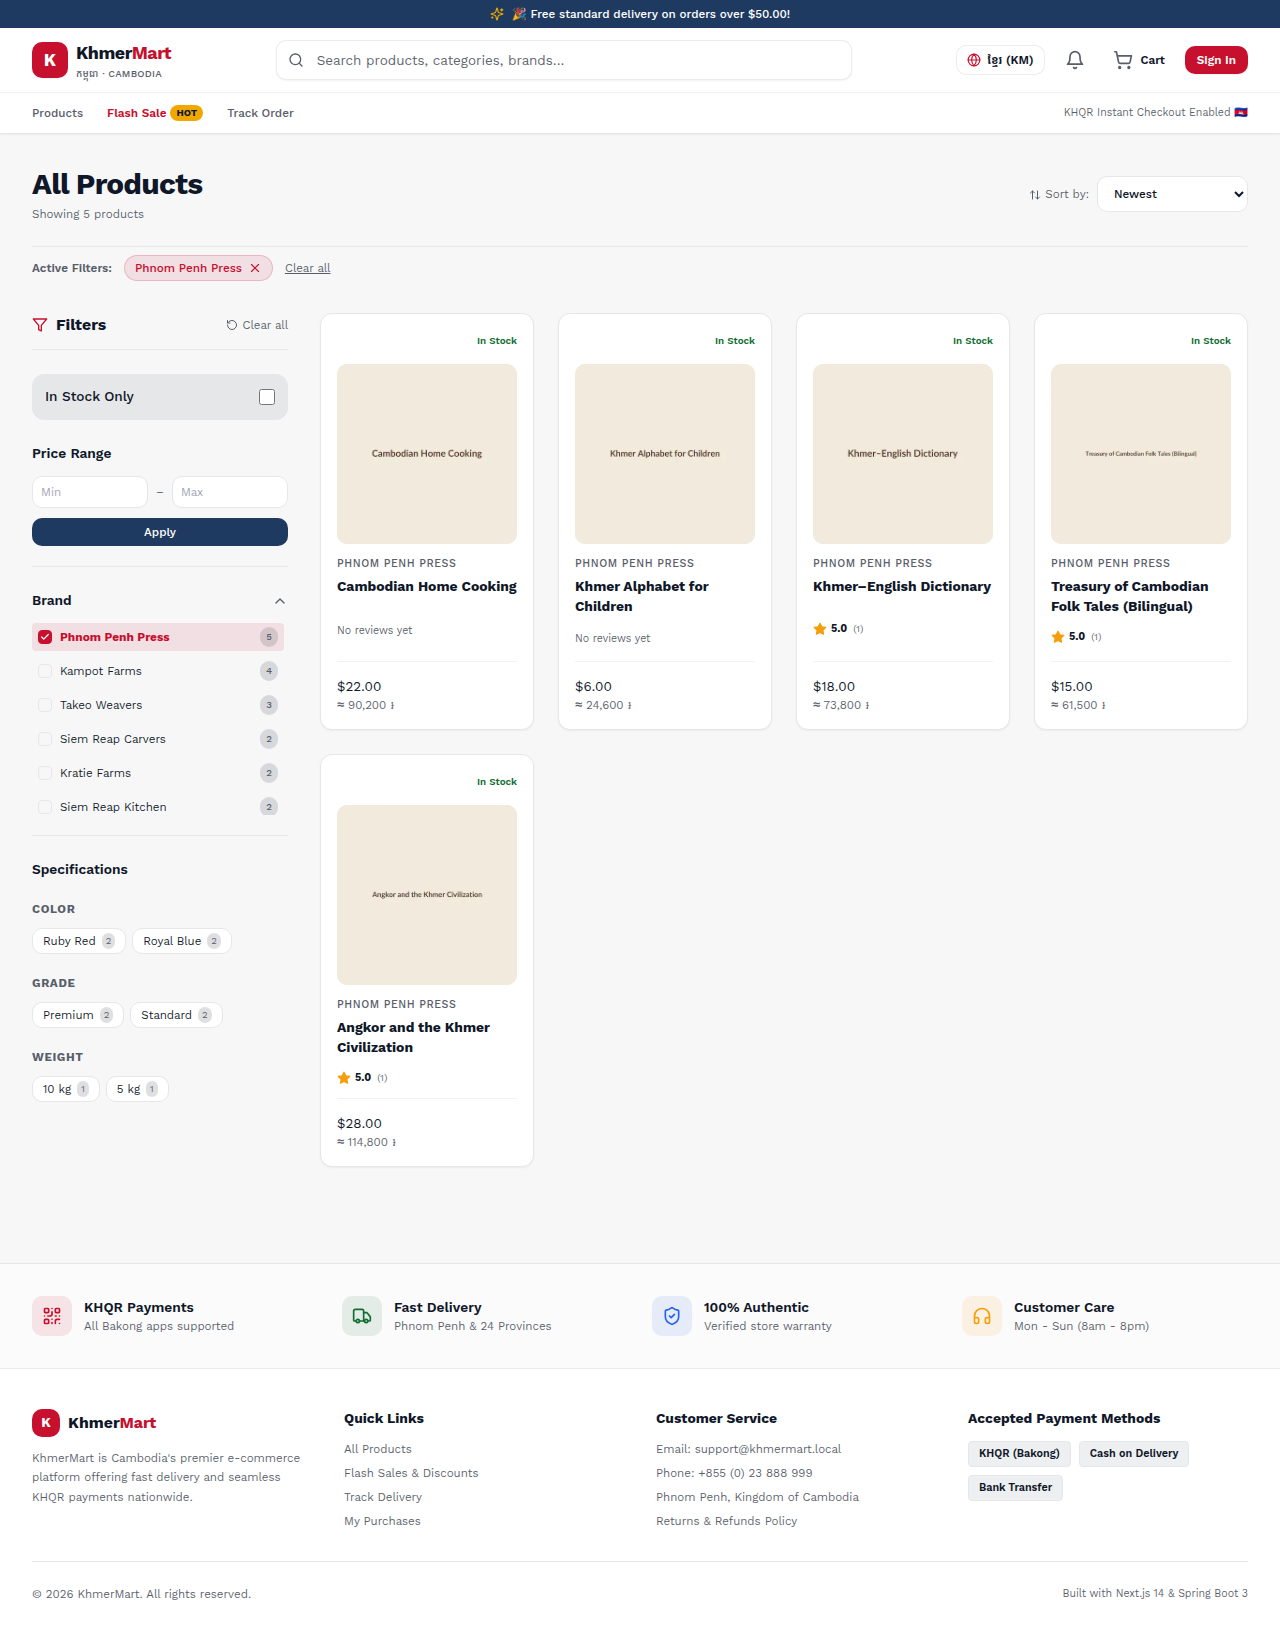 ✨ 🎉 Free standard delivery on orders over $50.00!
K
KhmerMart
កម្ពុជា · CAMBODIA
Search products, categories, brands...
ខ្មែរ (KM)
Cart
Sign In
Products
Flash Sale HOT
Track Order
KHQR Instant Checkout Enabled 🇰🇭
All Products
Showing 5 products
Sort by:
Newest
Active Filters:
Phnom Penh Press
Clear all
Filters
Clear all
In Stock Only
Price Range
Min
–
Max
Apply
Brand
Phnom Penh Press 5
Kampot Farms 4
Takeo Weavers 3
Siem Reap Carvers 2
Kratie Farms 2
Siem Reap Kitchen 2
Specifications
COLOR
Ruby Red 2
Royal Blue 2
GRADE
Premium 2
Standard 2
WEIGHT
10 kg 1
5 kg 1
In Stock
Cambodian Home Cooking
PHNOM PENH PRESS
Cambodian Home Cooking
No reviews yet
$22.00
≈ 90,200 ៛
In Stock
Khmer Alphabet for Children
PHNOM PENH PRESS
Khmer Alphabet for
Children
No reviews yet
$6.00
≈ 24,600 ៛
In Stock
Khmer–English Dictionary
PHNOM PENH PRESS
Khmer–English Dictionary
5.0 (1)
$18.00
≈ 73,800 ៛
In Stock
Treasury of Cambodian Folk Tales (Bilingual)
PHNOM PENH PRESS
Treasury of Cambodian
Folk Tales (Bilingual)
5.0 (1)
$15.00
≈ 61,500 ៛
In Stock
Angkor and the Khmer Civilization
PHNOM PENH PRESS
Angkor and the Khmer
Civilization
5.0 (1)
$28.00
≈ 114,800 ៛
KHQR Payments
All Bakong apps supported
Fast Delivery
Phnom Penh & 24 Provinces
100% Authentic
Verified store warranty
Customer Care
Mon - Sun (8am - 8pm)
K
KhmerMart
KhmerMart is Cambodia's premier e-commerce
platform offering fast delivery and seamless
KHQR payments nationwide.
Quick Links
All Products
Flash Sales & Discounts
Track Delivery
My Purchases
Customer Service
Email: support@khmermart.local
Phone: +855 (0) 23 888 999
Phnom Penh, Kingdom of Cambodia
Returns & Refunds Policy
Accepted Payment Methods
KHQR (Bakong)
Cash on Delivery
Bank Transfer
© 2026 KhmerMart. All rights reserved.
Built with Next.js 14 & Spring Boot 3